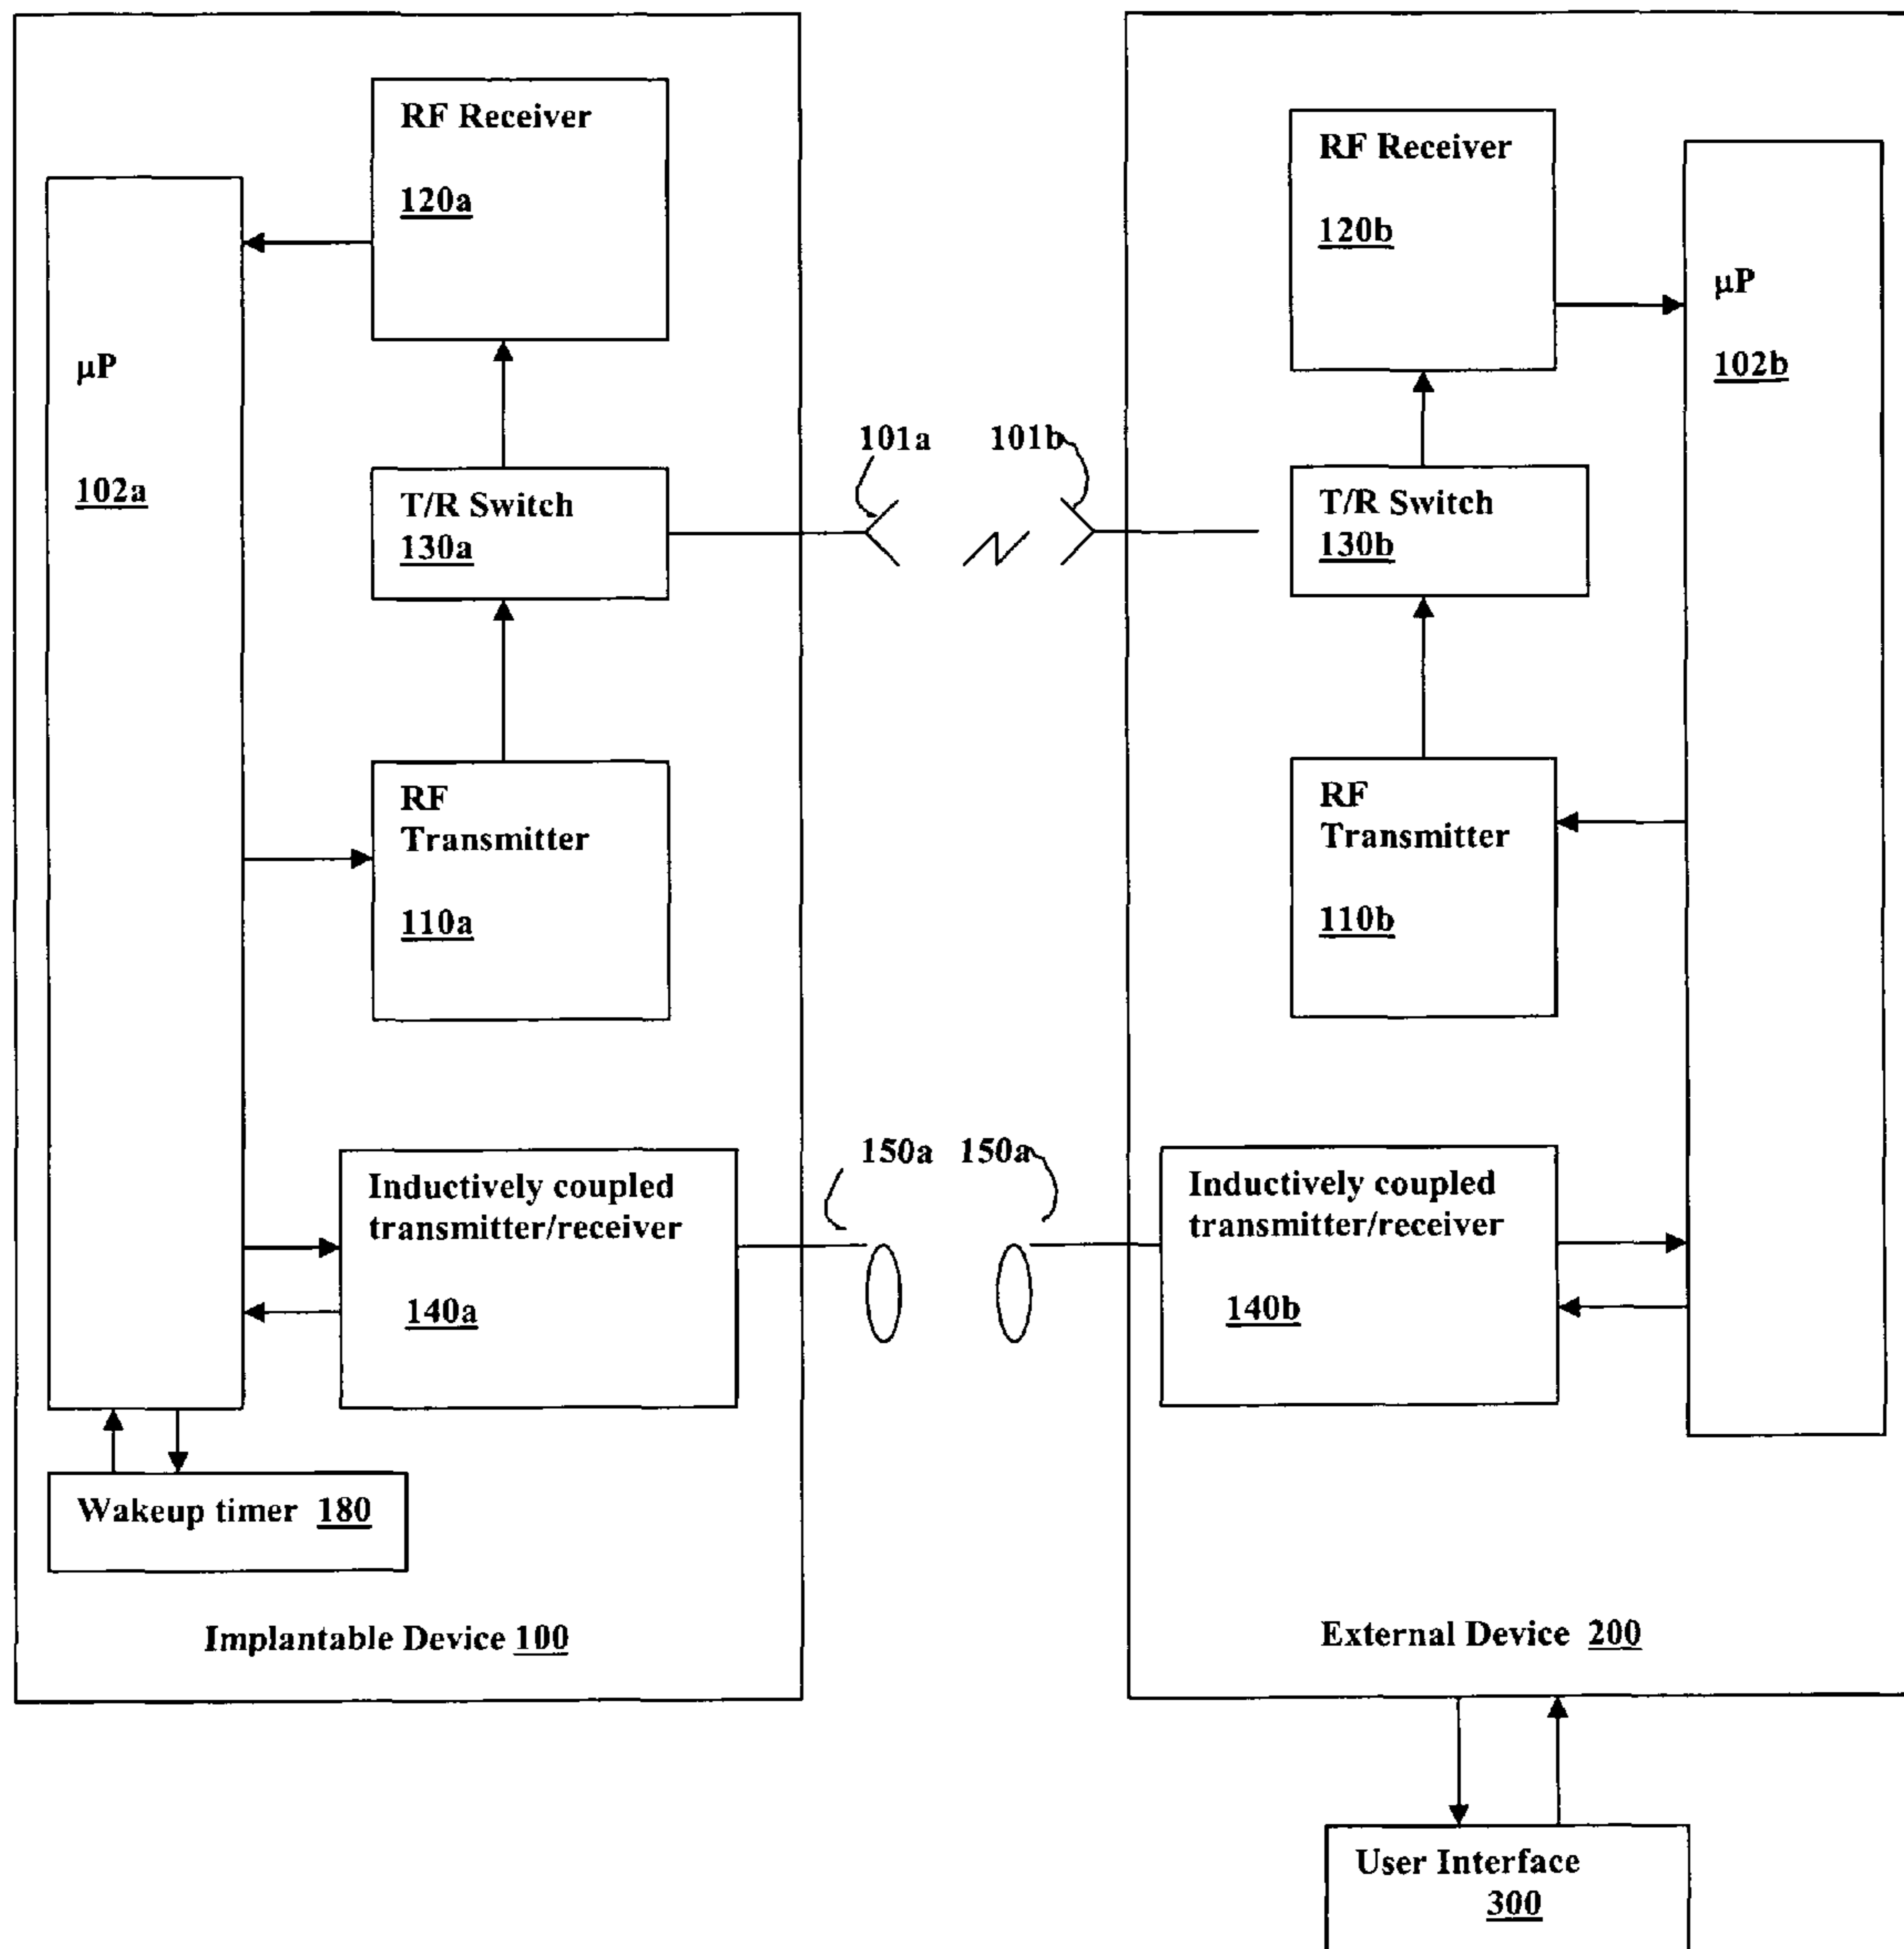 RF Receiver
120a
μP
102a
T/R Switch
130a
RF
Transmitter
110a
Inductively coupled
transmitter/receiver
140a
Wakeup timer 180
Implantable Device 100
101a 101b
150a 150a
RF Receiver
120b
μP
102b
T/R Switch
130b
RF
Transmitter
110b
Inductively coupled
transmitter/receiver
140b
External Device 200
User Interface
300